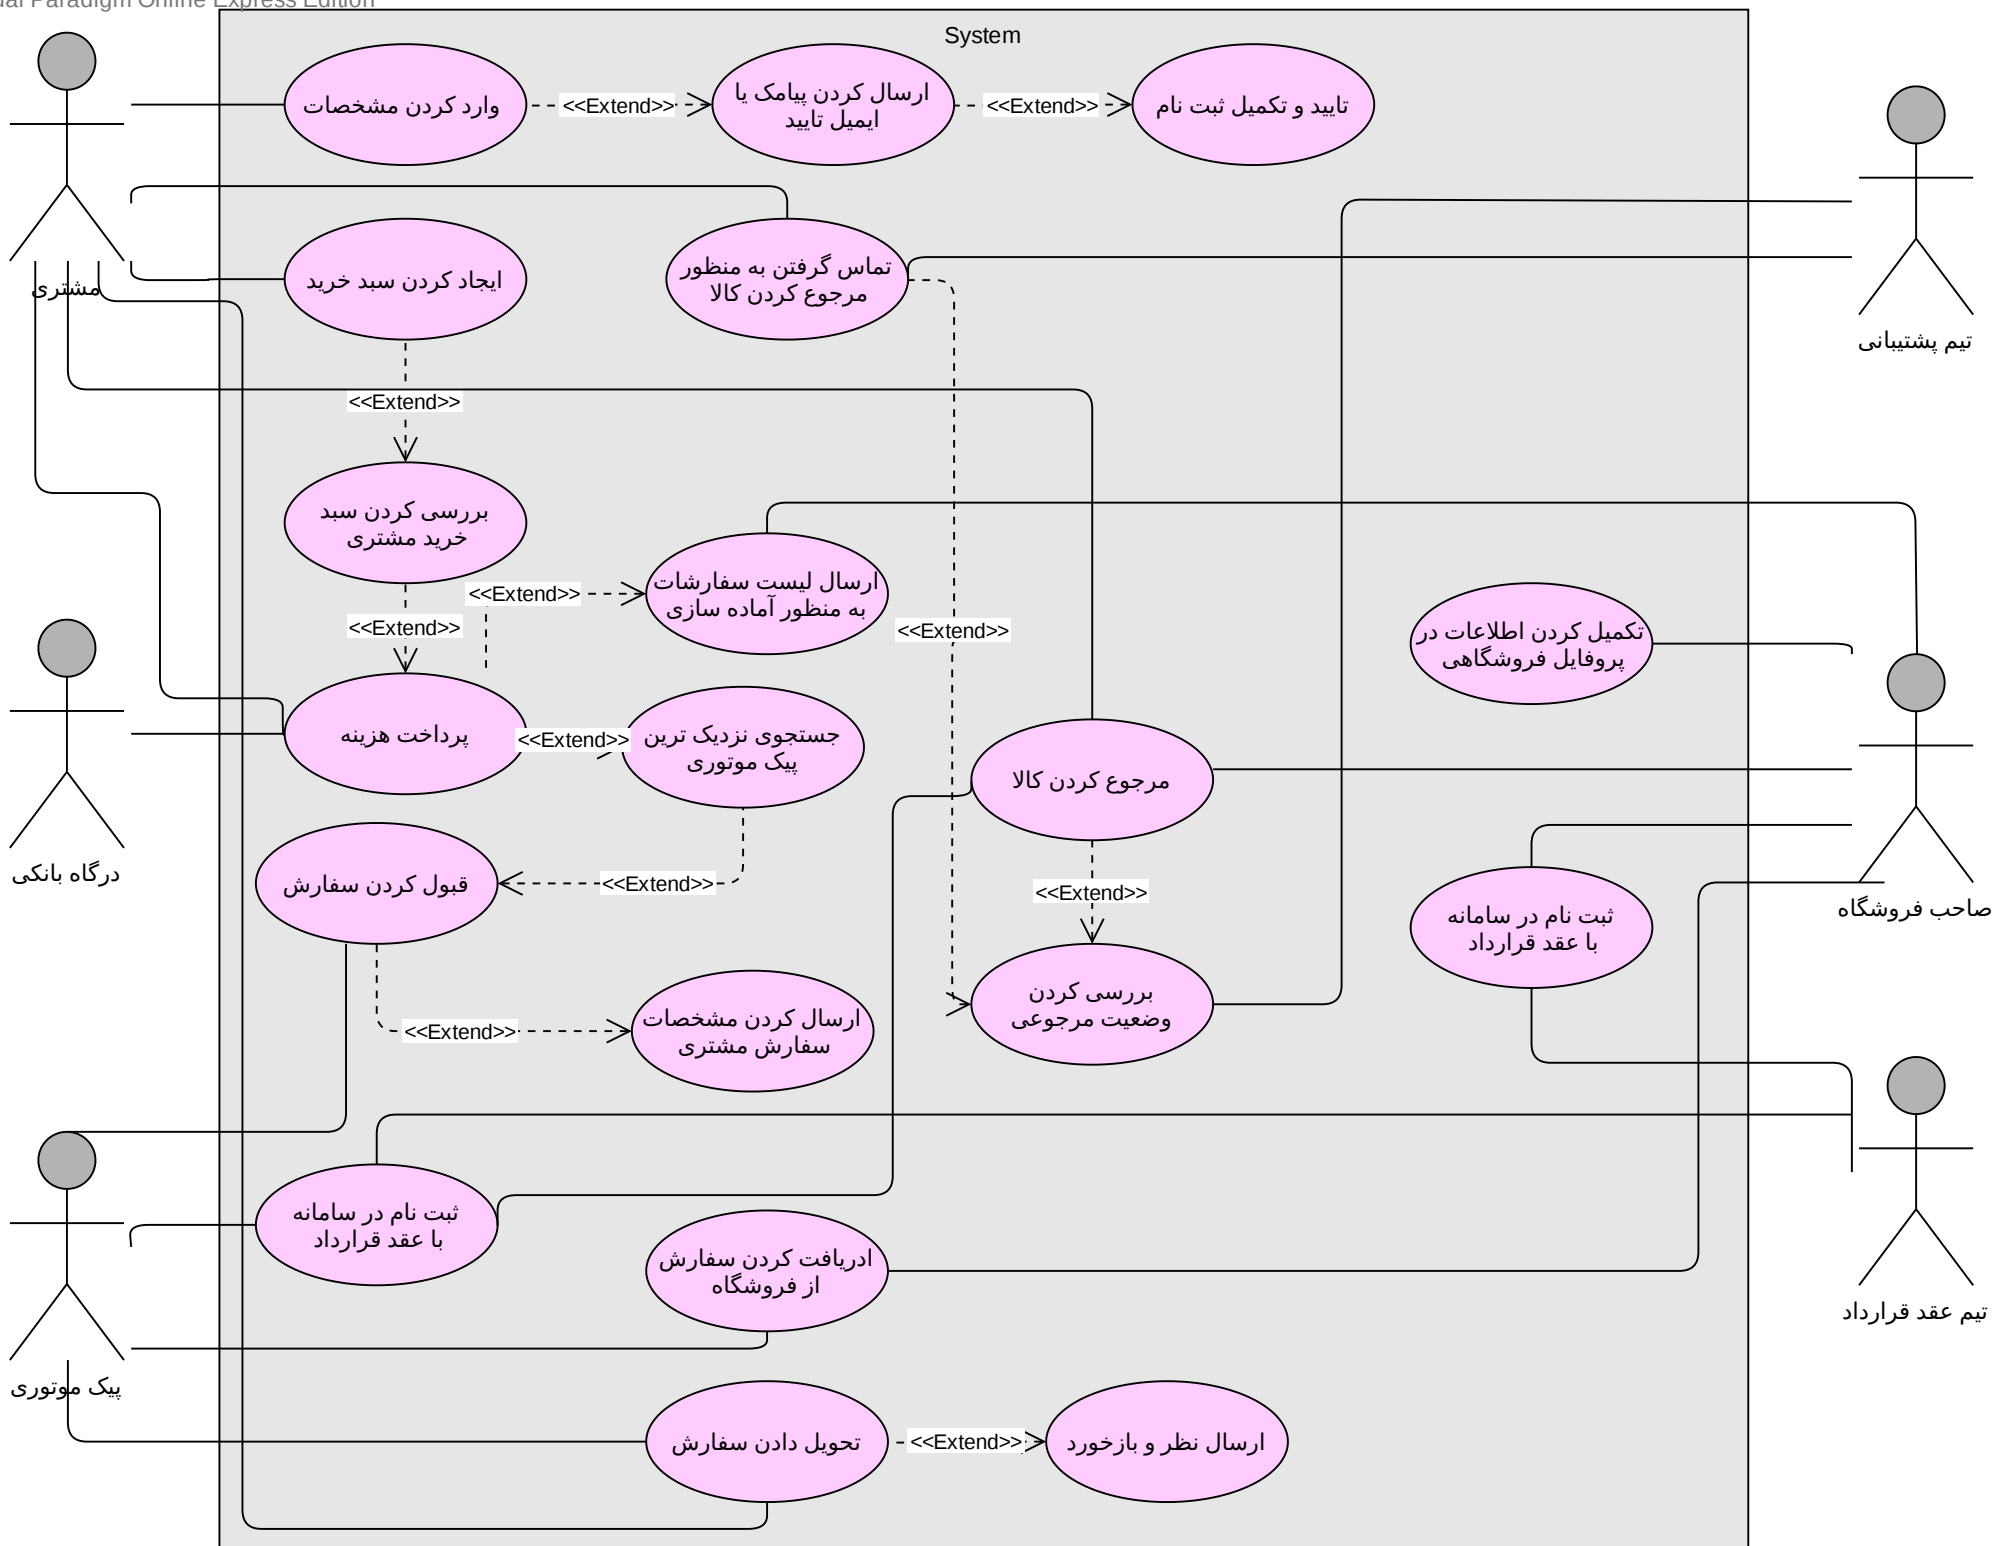 Paradigm Online Express Edition
System
وارد کردن مشخصات
<<Extend>>
ارسال کردن پیامک یا
ایمیل تایید
<<Extend>>
تایید و تکمیل ثبت نام
مشتری
ایجاد کردن سبد خرید
تماس گرفتن به منظور
مرجوع کردن کالا
تیم پشتیبانی
<<Extend>>
بررسی کردن سبد
خرید مشتری
<<Extend>>
ارسال لیست سفارشات
به منظور آماده سازی
<<Extend>>
<<Extend>>
تکمیل کردن اطلاعات در
پروفایل فروشگاهی
پرداخت هزینه
<<Extend>>
جستجوی نزدیک ترین
پیک موتوری
مرجوع کردن کالا
درگاه بانکی
قبول کردن سفارش
<<Extend>>
<<Extend>>
صاحب فروشگاه
ثبت نام در سامانه
با عقد قرارداد
<<Extend>>
ارسال کردن مشخصات
سفارش مشتری
بررسی کردن
وضعیت مرجوعی
ثبت نام در سامانه
با عقد قرارداد
ادریافت کردن سفارش
از فروشگاه
تیم عقد قرارداد
پیک موتوری
تحویل دادن سفارش
<<Extend>>
ارسال نظر و بازخورد